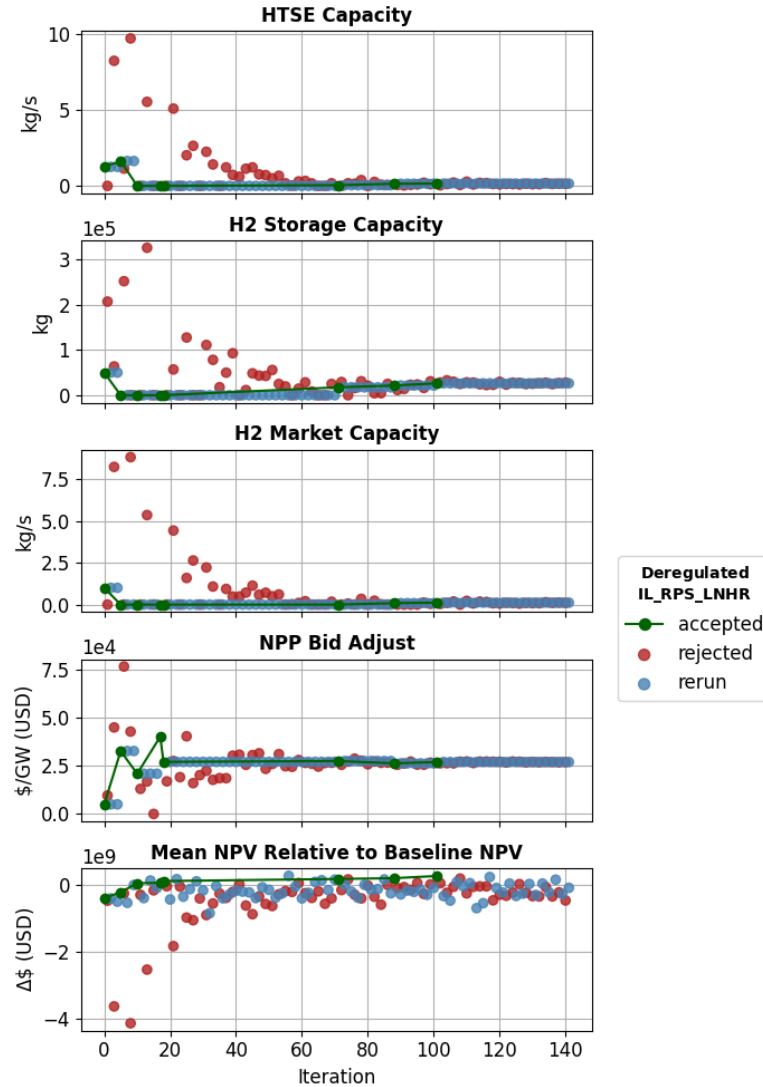 HTSE Capacity
10
5
0
kg/s
1e5
H2 Storage Capacity
3
2
1
0
kg
H2 Market Capacity
7.5
5.0
2.5
0.0
kg/s
1e4
NPP Bid Adjust
7.5
5.0
2.5
0.0
$/GW (USD)
1e9
Mean NPV Relative to Baseline NPV
0
−2
−4
Δ$ (USD)
0 20 40 60 80 100 120 140
Iteration
Deregulated
IL_RPS_LNHR
accepted
rejected
rerun